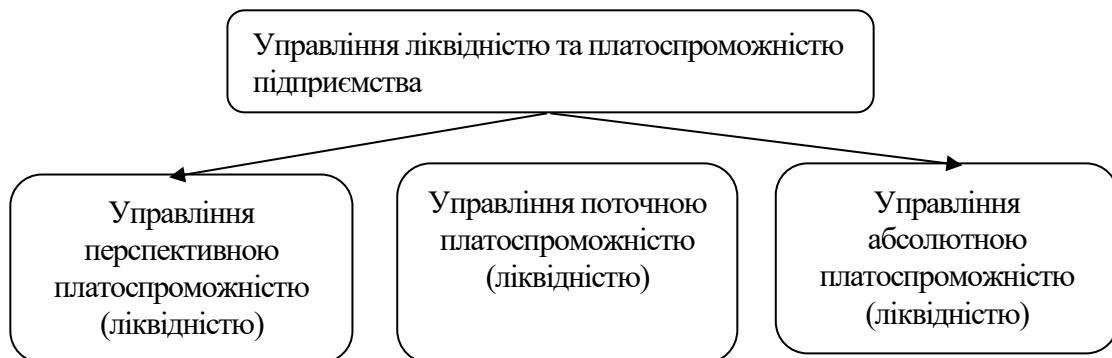 Управління ліквідністю та платоспроможністю
підприємства
Управління
перспективною
платоспроможністю
(ліквідністю)
Управління поточною
платоспроможністю
(ліквідністю)
Управління
абсолютною
платоспроможністю
(ліквідністю)